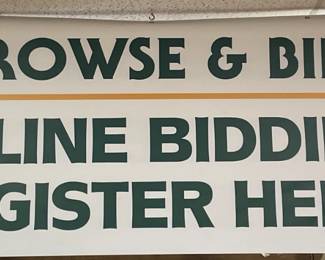 ROWSE & BI
LINE BIDDI
GISTER HE